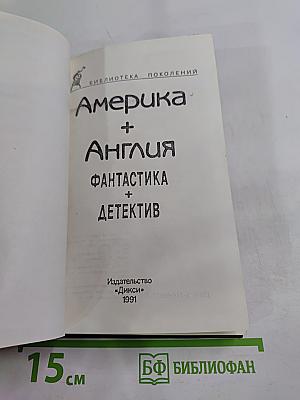 БИБЛИОТЕКА ПОКОЛЕНИЙ
Америка
+
Англия
ФАНТАСТИКА
+
ДЕТЕКТИВ
Издательство
«Дикси»
1991
15 см
БФ БИБЛИОФАН